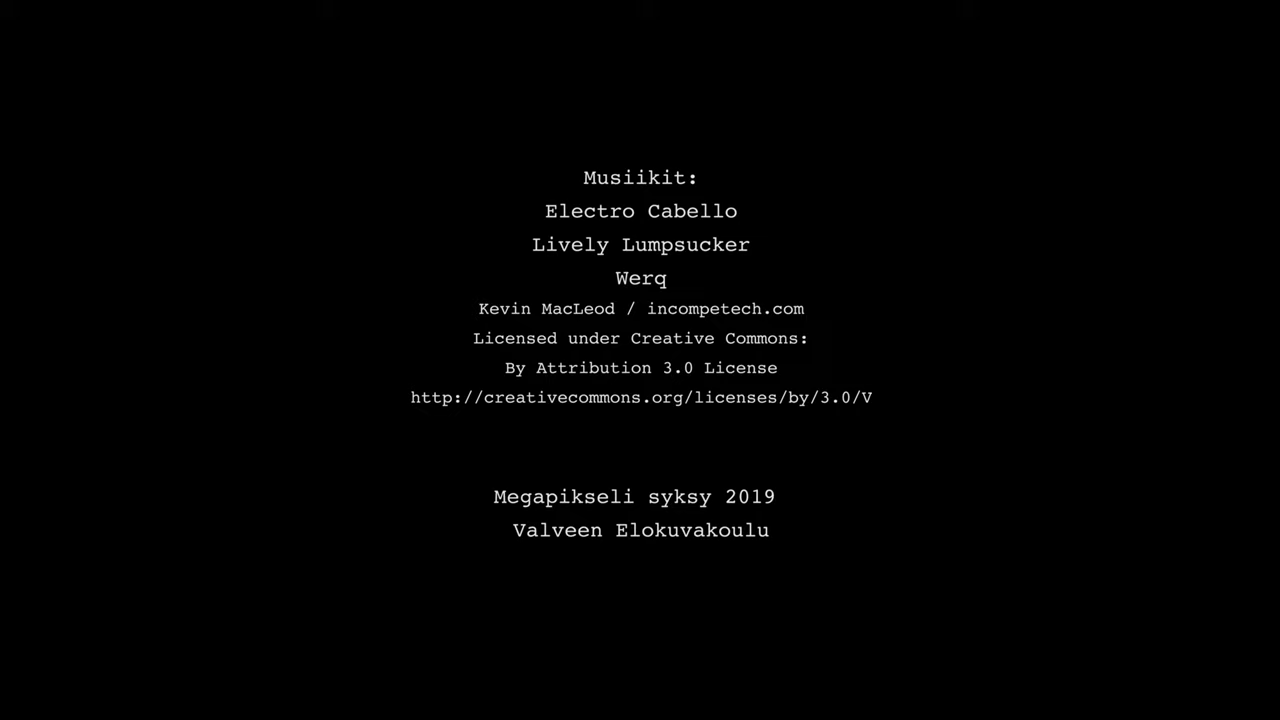 Musiikit:
Electro Cabello
Lively Lumpsucker
Werq
Kevin MacLeod / incompetech.com
Licensed under Creative Commons:
By Attribution 3.0 License
http://creativecommons.org/licenses/by/3.0/V
Megapikseli syksy 2019
Valveen Elokuvakoulu